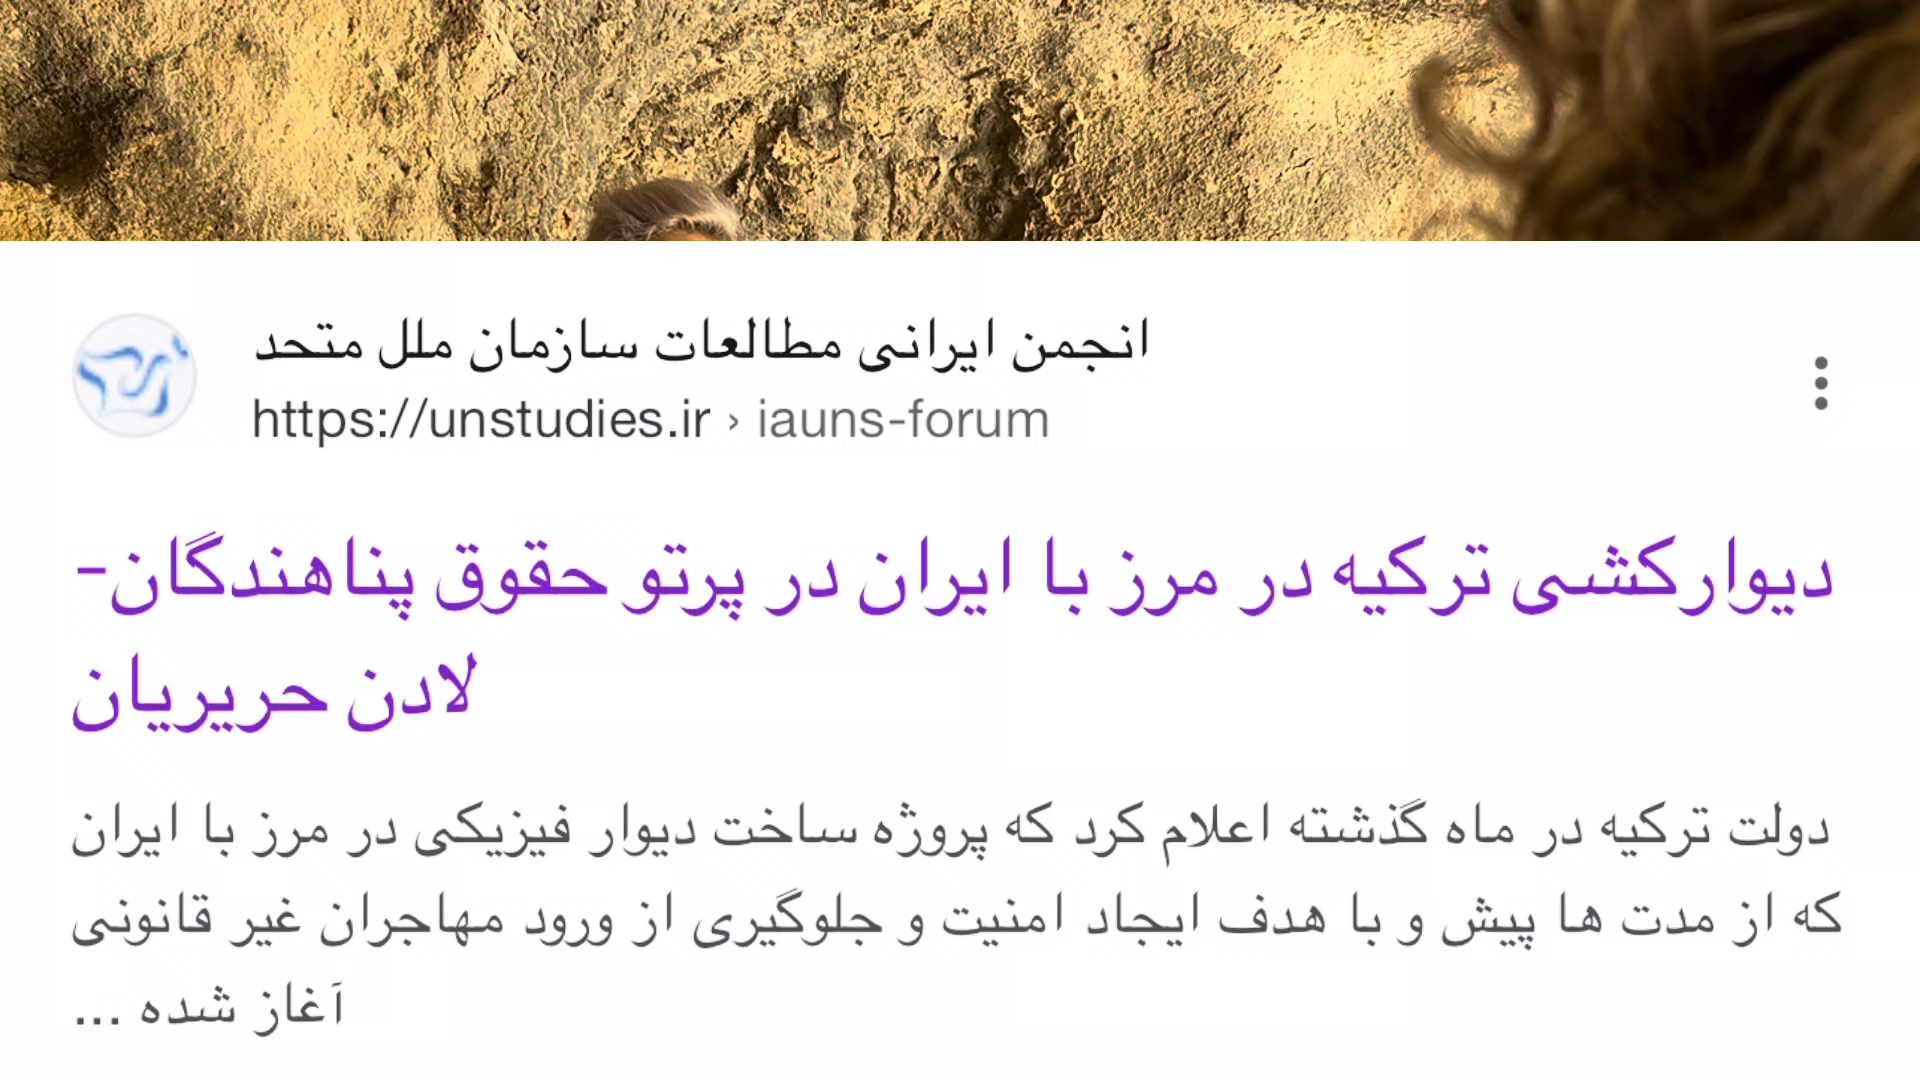 انجمن ایرانی مطالعات سازمان ملل متحد
https://unstudies.ir › iauns-forum
دیوارکشی ترکیه در مرز با ایران در پرتو حقوق پناهندگان-
لادن حریریان
دولت ترکیه در ماه گذشته اعلام کرد که پروژه ساخت دیوار فیزیکی در مرز با ایران
که از مدت ها پیش و با هدف ایجاد امنیت و جلوگیری از ورود مهاجران غیر قانونی
آغاز شده ...